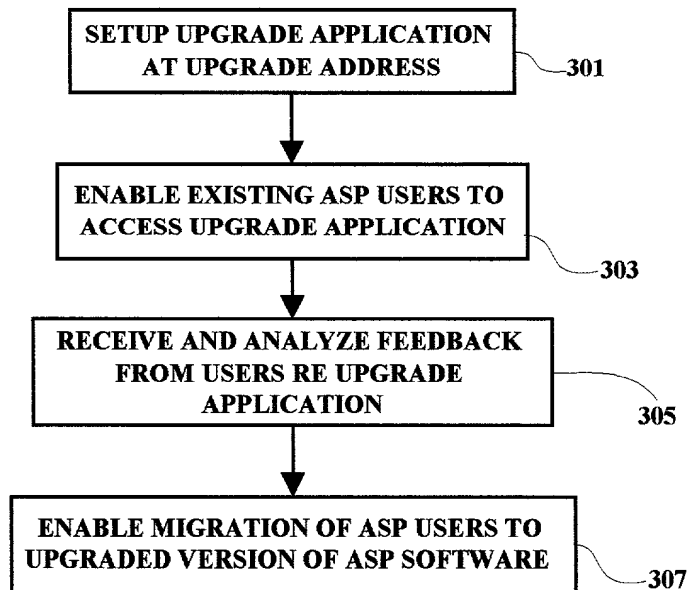 SETUP UPGRADE APPLICATION
AT UPGRADE ADDRESS
301
ENABLE EXISTING ASP USERS TO
ACCESS UPGRADE APPLICATION
303
RECEIVE AND ANALYZE FEEDBACK
FROM USERS RE UPGRADE
APPLICATION
305
ENABLE MIGRATION OF ASP USERS TO
UPGRADED VERSION OF ASP SOFTWARE
307